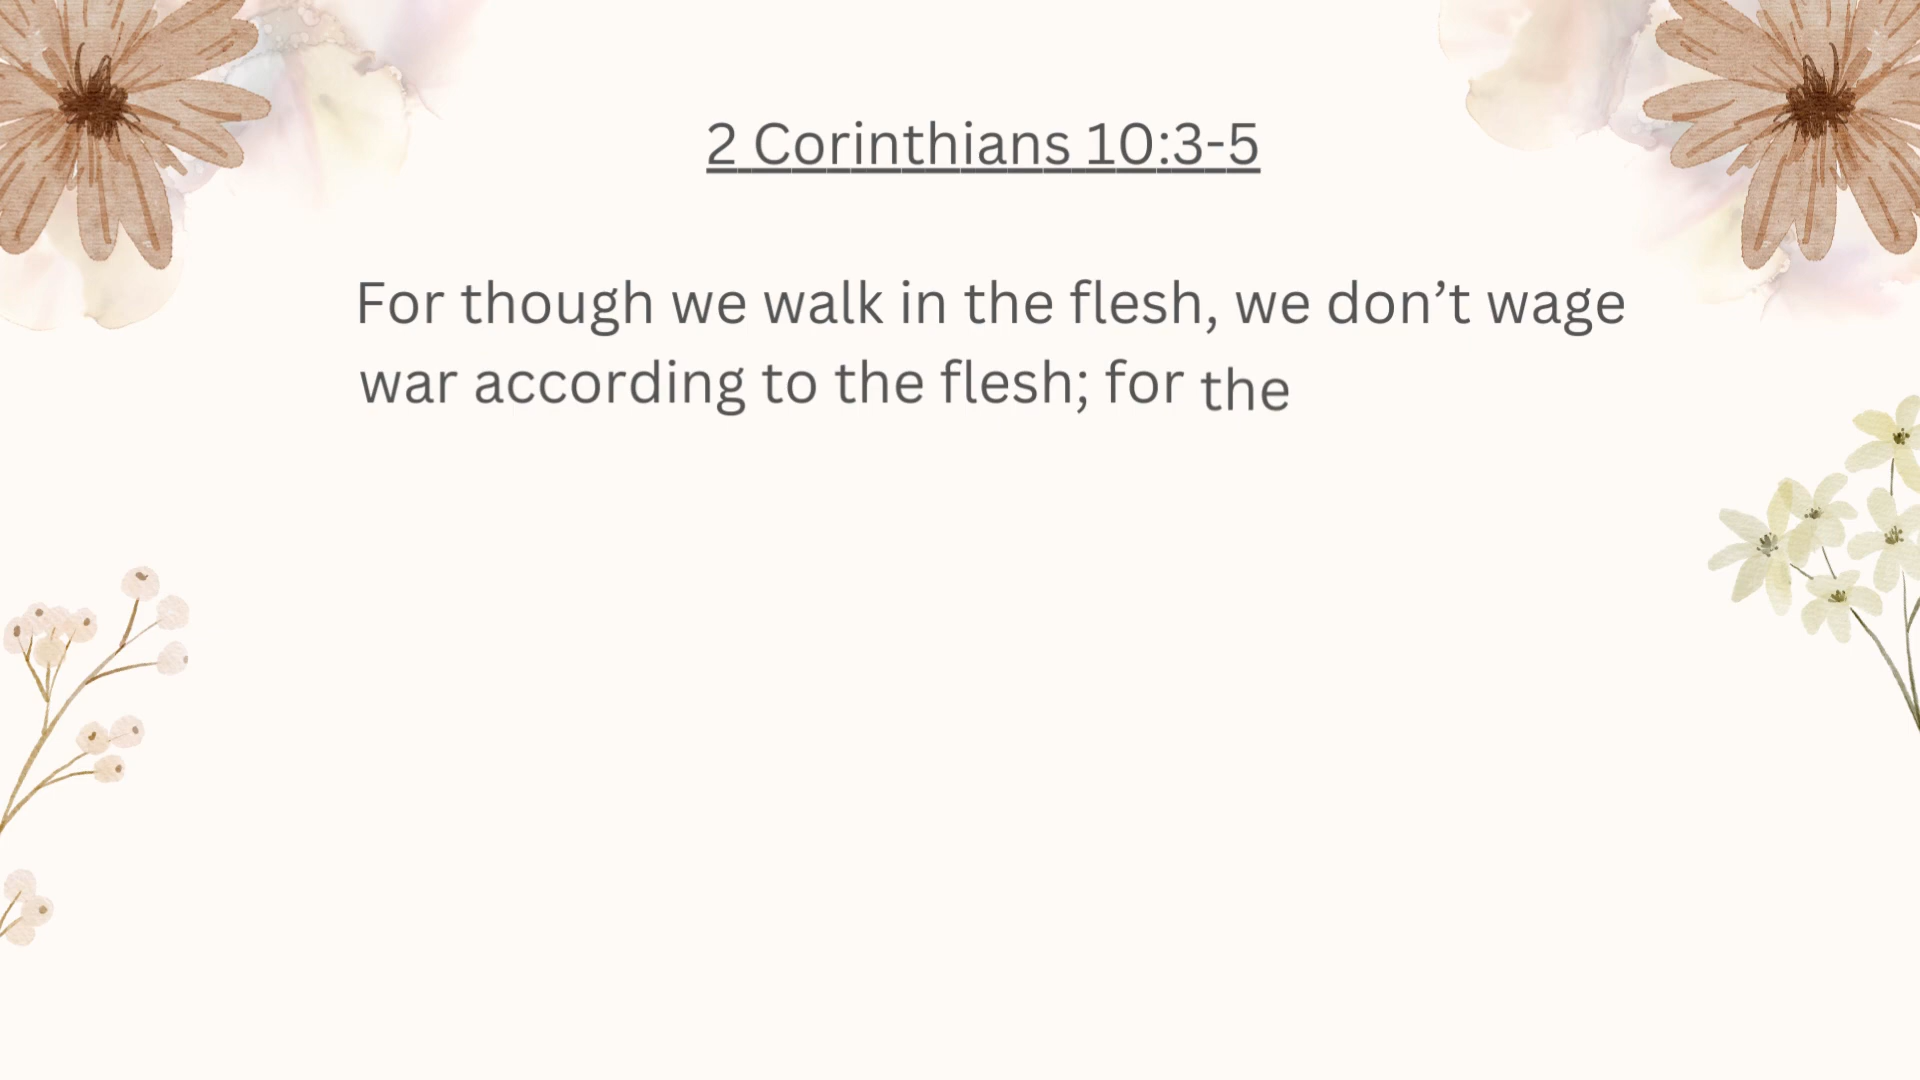 2 Corinthians 10:3-5
For though we walk in the flesh, we don’t wage
war according to the flesh; for the